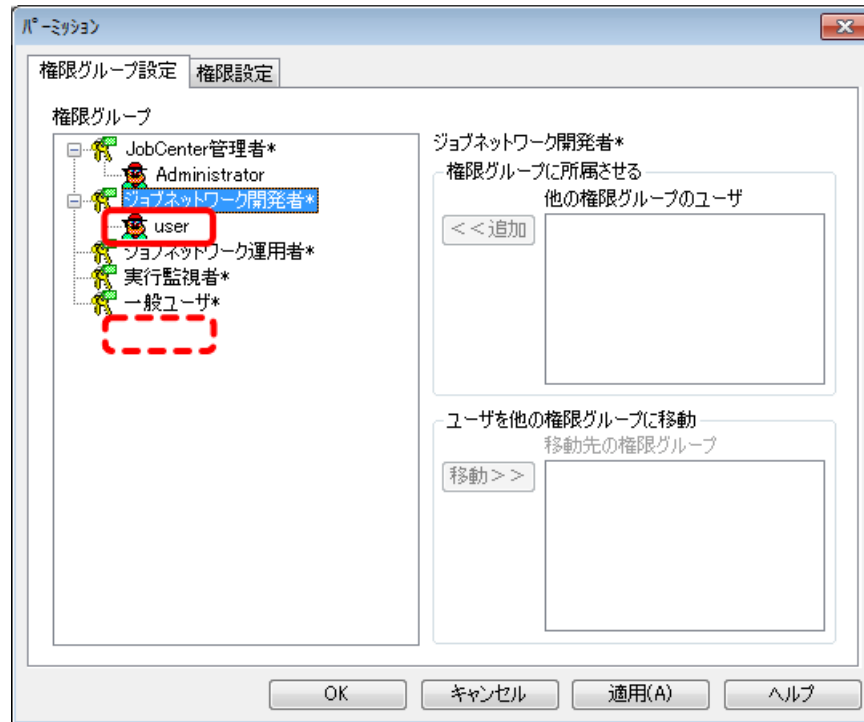 パーミッション
権限グループ設定
権限設定
権限グループ
JobCenter管理者*
Administrator
ジョブネットワーク開発者*
user
ジョブネットワーク運用者*
実行監視者*
一般ユーザ*
ジョブネットワーク開発者*
権限グループに所属させる
他の権限グループのユーザ
<<追加
ユーザを他の権限グループに移動
移動先の権限グループ
移動>>
OK
キャンセル
適用(A)
ヘルプ